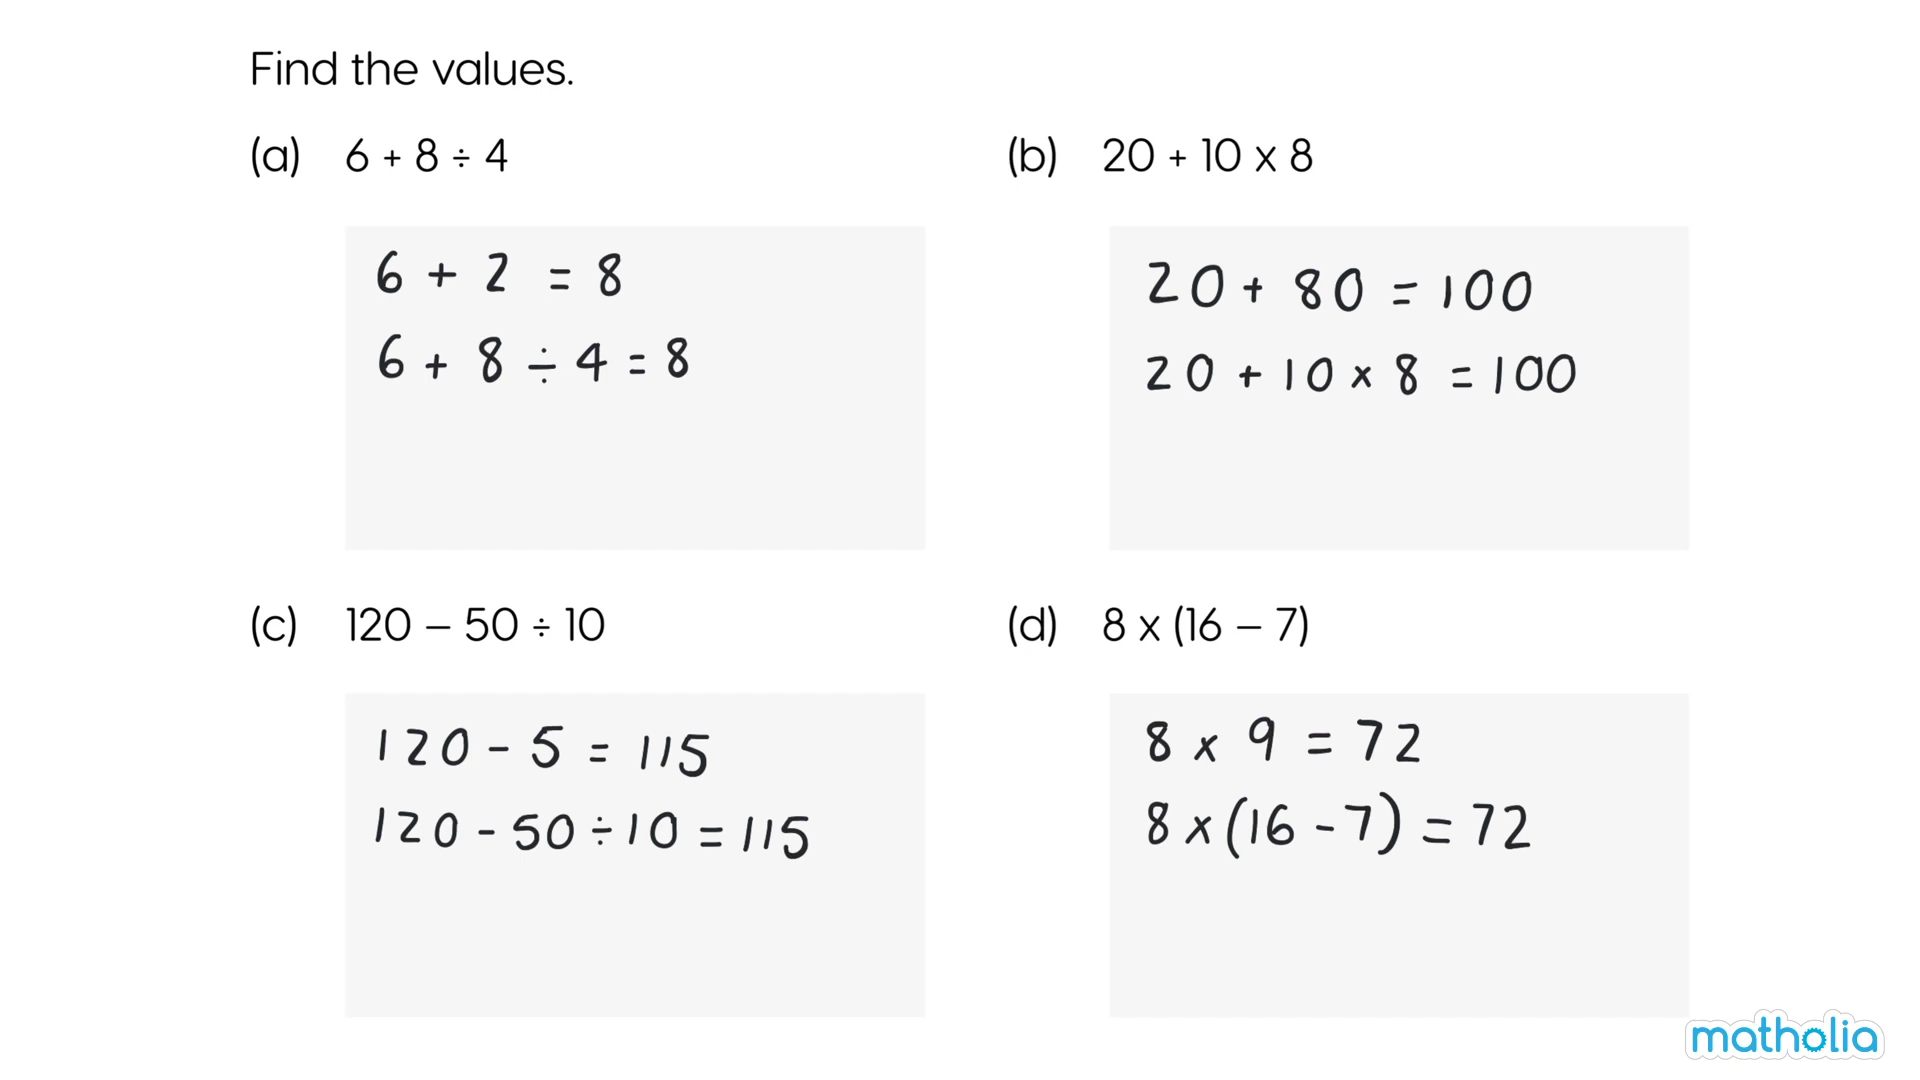 Find the values.
(a) 6 + 8 ÷ 4
6 + 2 = 8
6 + 8 ÷ 4 = 8
(b) 20 + 10 x 8
20 + 80 = 100
20 + 10 × 8 = 100
(c) 120 – 50 ÷ 10
120 - 5 = 115
120 - 50 ÷ 10 = 115
(d) 8 x (16 – 7)
8 × 9 = 72
8 × (16 - 7) = 72
matholia